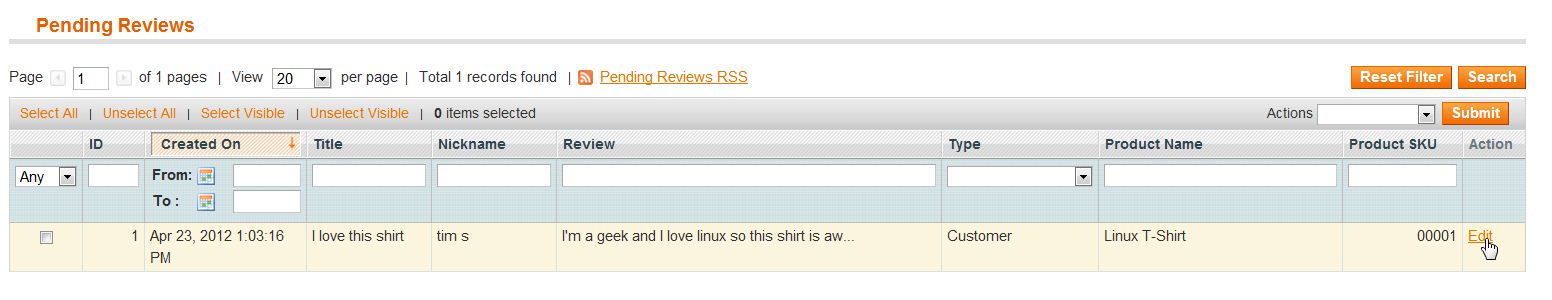 Pending Reviews
Page 1 of 1 pages | View 20 per page | Total 1 records found | Pending Reviews RSS Reset Filter Search
Select All | Unselect All | Select Visible | Unselect Visible | 0 items selected Actions Submit
ID Created On Title Nickname Review Type Product Name Product SKU Action
Any From:
To :
1 Apr 23, 2012 1:03:16 I love this shirt tim s I'm a geek and I love linux so this shirt is aw... Customer Linux T-Shirt 00001 Edit
PM